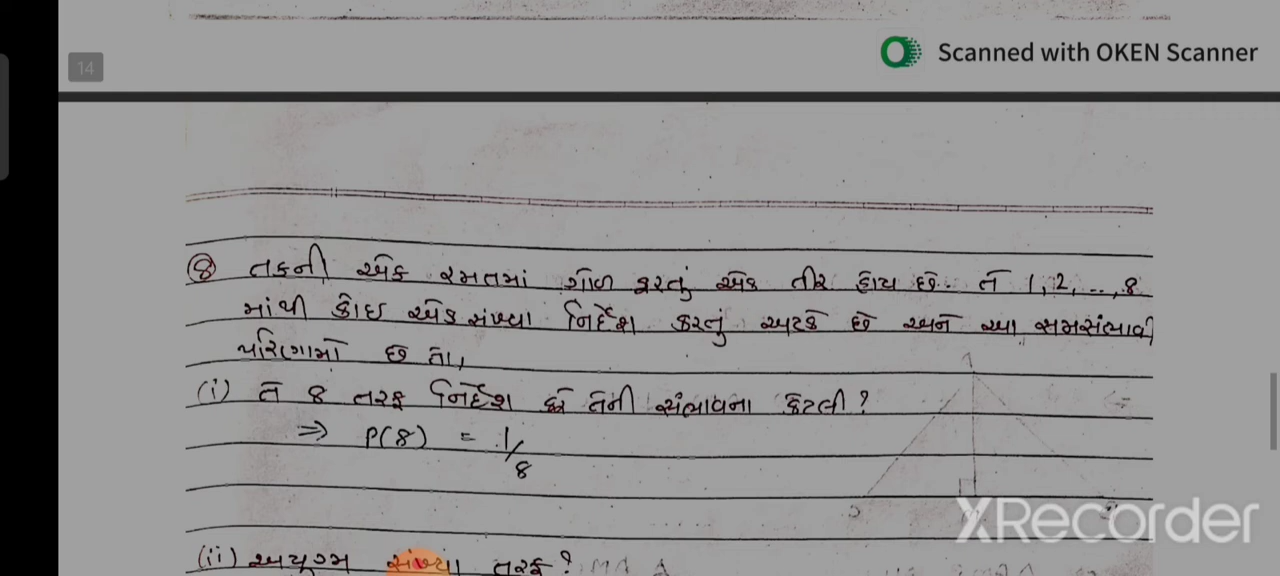 14
Scanned with OKEN Scanner
⑧ તકની એક રમતમાં ગોળ ફરતું એક તીર હોય છે. તે 1, 2, ..., 8
માંથી કોઇ એક સંખ્યા નિર્દેશ કરતું અટકે છે અને આ સમસંભાવી
પરિણામો છે તો,
(i) તે 8 તરફ નિર્દેશ કરે તેની સંભાવના કેટલી?
⇒ P(8) = 1/8
(ii) અયુગ્મ સંખ્યા તરફ?
XRecorder